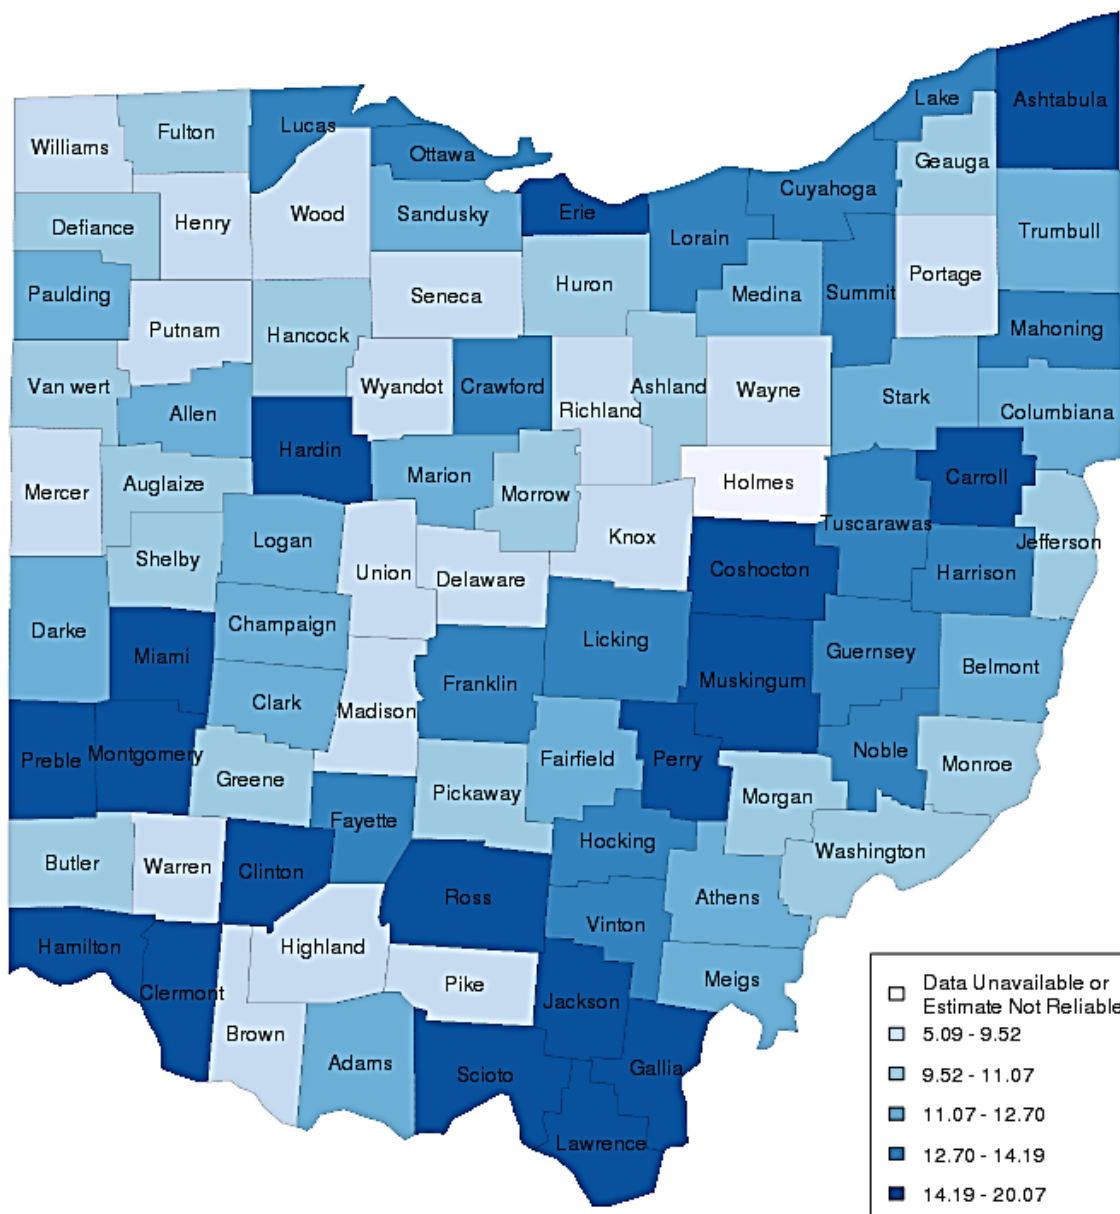 Ashtabula
Lake
Lucas
Fulton
Williams
Ottawa
Geauga
Cuyahoga
Erie
Wood
Sandusky
Henry
Defiance
Trumbull
Lorain
Portage
Huron
Seneca
Medina
Summit
Paulding
Mahoning
Putnam
Hancock
Van wert
Wyandot
Crawford
Ashland
Wayne
Stark
Richland
Columbiana
Allen
Hardin
Marion
Carroll
Holmes
Auglaize
Mercer
Morrow
Tuscarawas
Knox
Logan
Jefferson
Shelby
Coshocton
Harrison
Union
Delaware
Champaign
Darke
Licking
Guernsey
Miami
Belmont
Franklin
Muskingum
Clark
Madison
Noble
Montgomery
Preble
Fairfield
Perry
Monroe
Greene
Pickaway
Morgan
Fayette
Hocking
Washington
Butler
Warren
Clinton
Ross
Athens
Vinton
Hamilton
Highland
Meigs
Pike
Clermont
Jackson
Brown
Adams
Gallia
Scioto
Lawrence
Data Unavailable or
Estimate Not Reliable
5.09 - 9.52
9.52 - 11.07
11.07 - 12.70
12.70 - 14.19
14.19 - 20.07